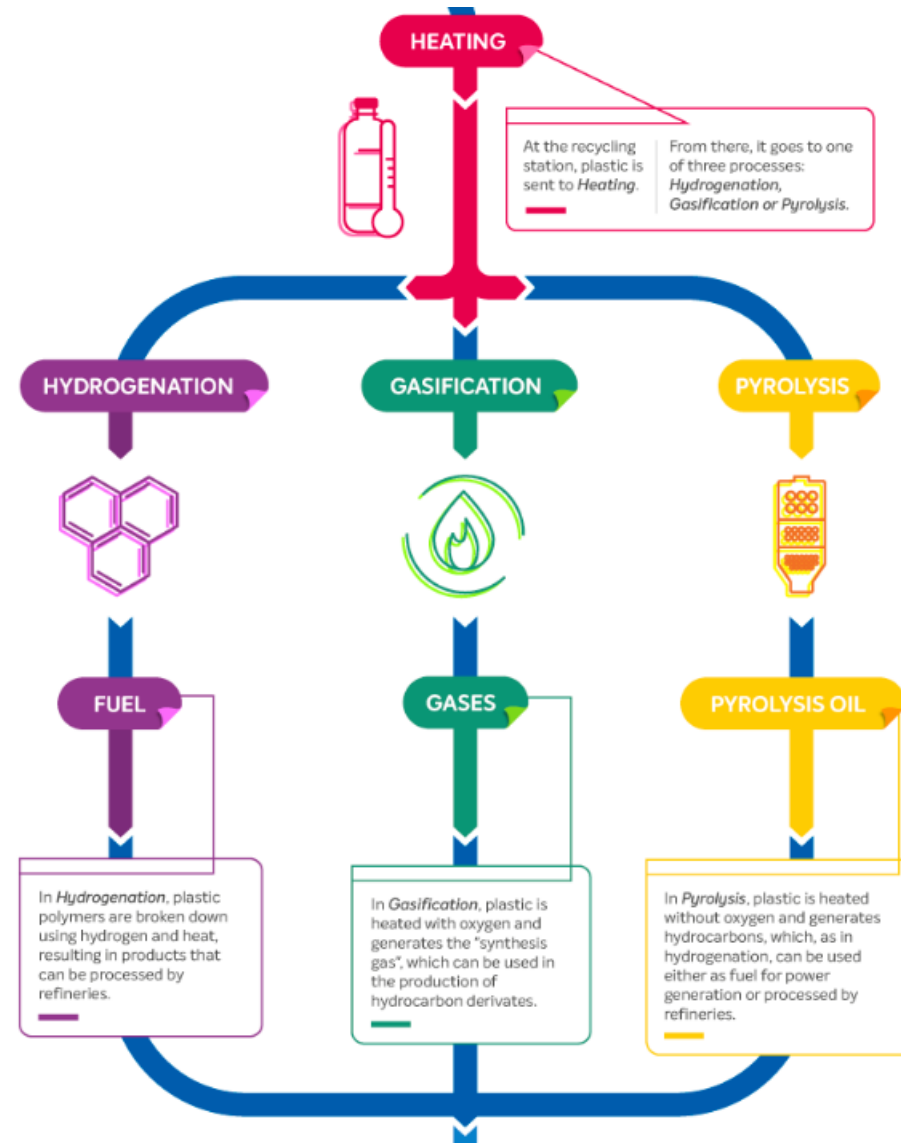 HEATING
At the recycling
station, plastic is
sent to Heating.
From there, it goes to one
of three processes:
Hydrogenation,
Gasification or Pyrolysis.
HYDROGENATION
GASIFICATION
PYROLYSIS
FUEL
GASES
PYROLYSIS OIL
In Hydrogenation, plastic
polymers are broken down
using hydrogen and heat,
resulting in products that
can be processed by
refineries.
In Gasification, plastic is
heated with oxygen and
generates the "synthesis
gas", which can be used in
the production of
hydrocarbon derivates.
In Pyrolysis, plastic is heated
without oxygen and generates
hydrocarbons, which, as in
hydrogenation, can be used
either as fuel for power
generation or processed by
refineries.